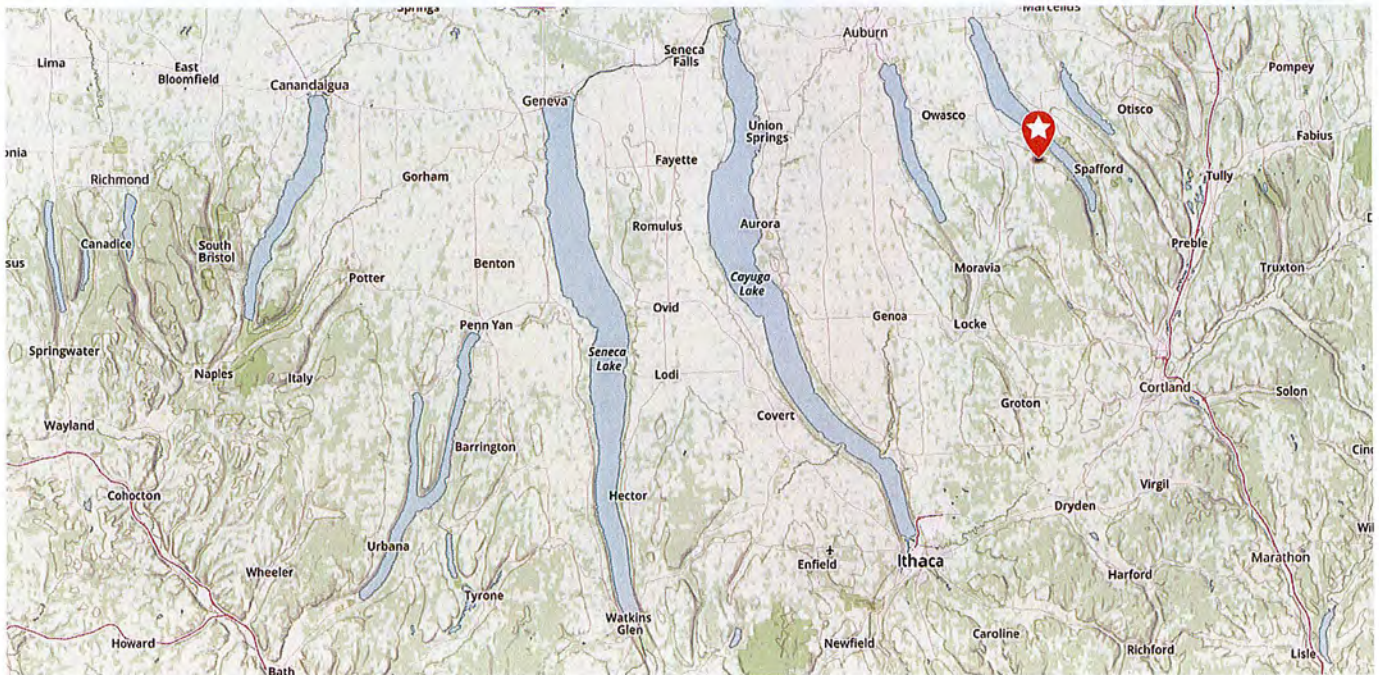 Springs
Marcellus
Auburn
Lima
East
Bloomfield
Seneca
Falls
Pompey
Canandaigua
Geneva
Owasco
Otisco
Union
Springs
Fabius
onia
Fayette
Spafford
Tully
Richmond
Gorham
Romulus
Aurora
Canadice
South
Bristol
Preble
sus
Benton
Potter
Cayuga
Lake
Moravia
Truxton
Ovid
Genoa
Locke
Penn Yan
Springwater
Seneca
Lake
Naples
Italy
Lodi
Cortland
Solon
Groton
Covert
Wayland
Barrington
Cohocton
Hector
Virgil
Dryden
Urbana
Enfield
Ithaca
Marathon
Wheeler
Harford
Tyrone
Watkins
Glen
Howard
Newfield
Caroline
Richford
Lisle
Bath